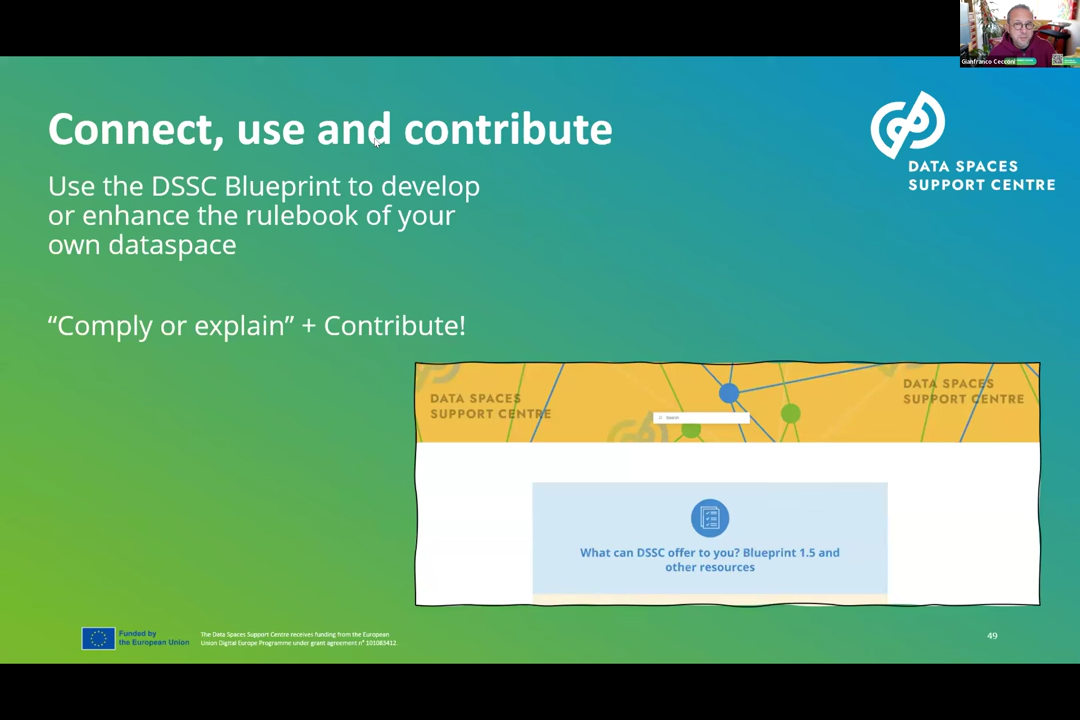 Gianfranco Cecconi
Connect, use and contribute
DATA SPACES
SUPPORT CENTRE
Use the DSSC Blueprint to develop
or enhance the rulebook of your
own dataspace
“Comply or explain” + Contribute!
DATA SPACES
SUPPORT CENTRE
DATA SPACES
SUPPORT CENTRE
Search
What can DSSC offer to you? Blueprint 1.5 and
other resources
Funded by
the European Union
The Data Spaces Support Centre receives funding from the European
Union Digital Europe Programme under grant agreement n° 101083412.
49